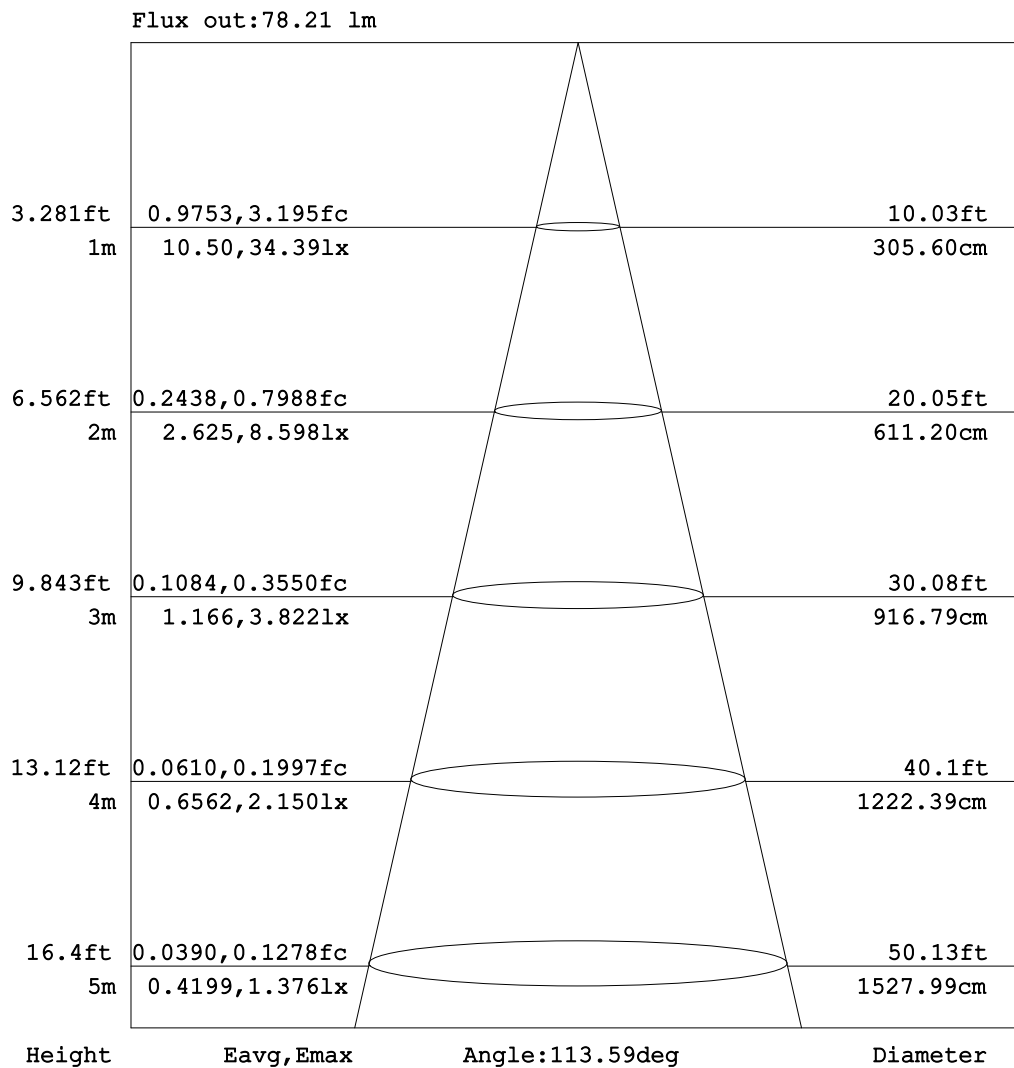 Flux out:78.21 lm
3.281ft 0.9753,3.195fc 10.03ft
1m 10.50,34.39lx 305.60cm
6.562ft 0.2438,0.7988fc 20.05ft
2m 2.625,8.598lx 611.20cm
9.843ft 0.1084,0.3550fc 30.08ft
3m 1.166,3.822lx 916.79cm
13.12ft 0.0610,0.1997fc 40.1ft
4m 0.6562,2.150lx 1222.39cm
16.4ft 0.0390,0.1278fc 50.13ft
5m 0.4199,1.376lx 1527.99cm
Height Eavg,Emax Angle:113.59deg Diameter